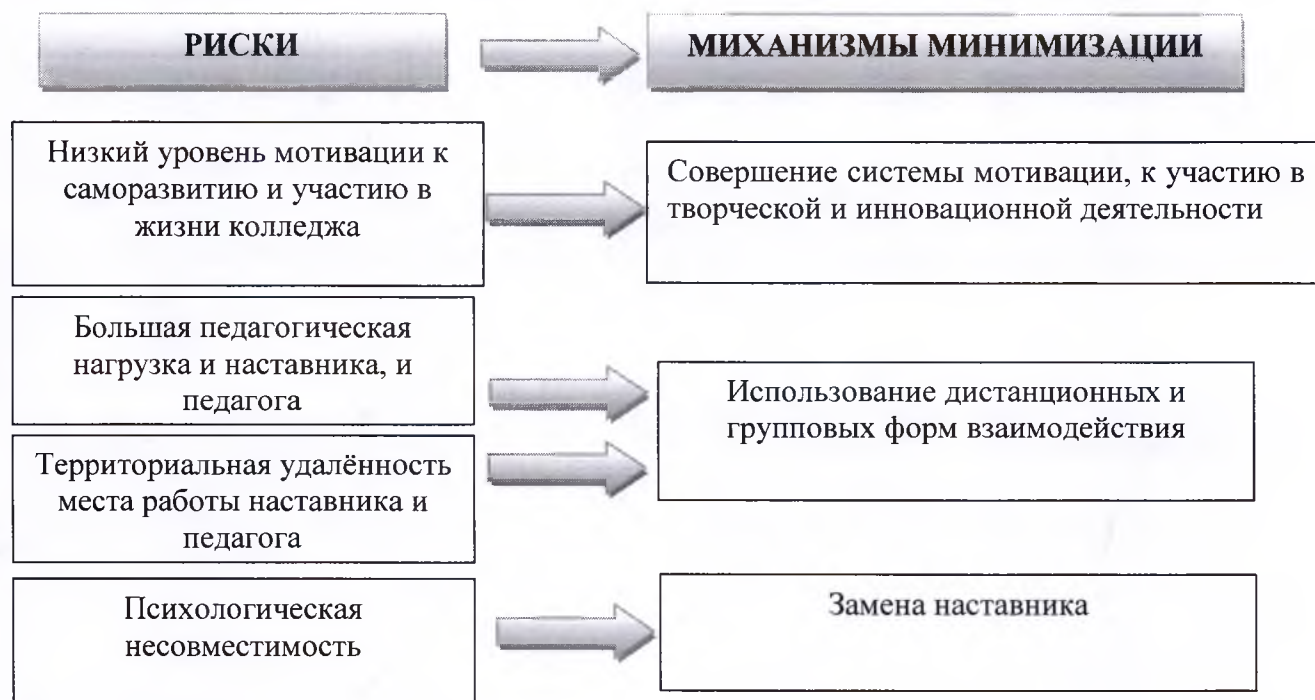 РИСКИ
МИХАНИЗМЫ МИНИМИЗАЦИИ
Низкий уровень мотивации к
саморазвитию и участию в
жизни колледжа
Совершение системы мотивации, к участию в
творческой и инновационной деятельности
Большая педагогическая
нагрузка и наставника, и
педагога
Использование дистанционных и
групповых форм взаимодействия
Территориальная удалённость
места работы наставника и
педагога
Психологическая
несовместимость
Замена наставника